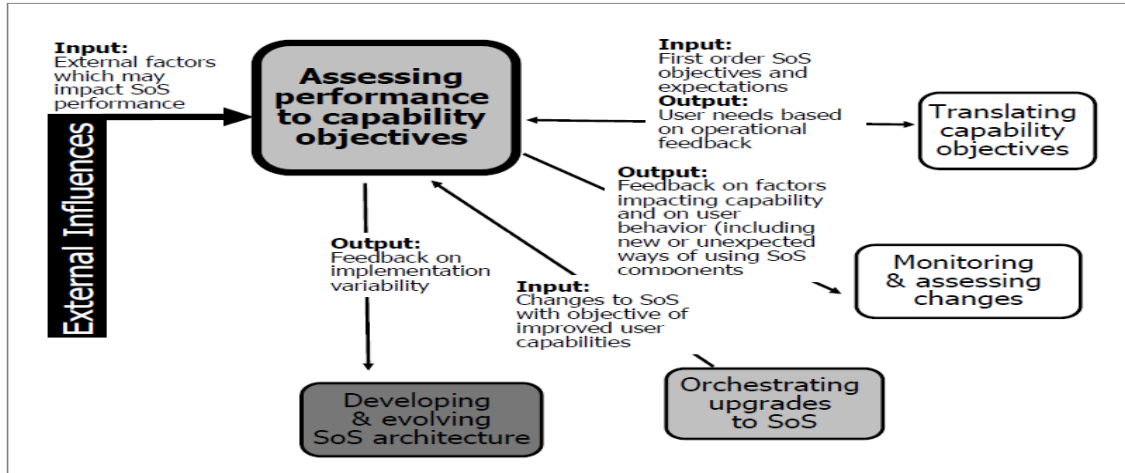 Input:
External factors
which may
impact SoS
performance
External Influences
Assessing
performance
to capability
objectives
Input:
First order SoS
objectives and
expectations
Output:
User needs based
on operational
feedback
Translating
capability
objectives
Output:
Feedback on factors
impacting capability
and on user
behavior (including
new or unexpected
ways of using SoS
components
Monitoring
& assessing
changes
Output:
Feedback on
implementation
variability
Input:
Changes to SoS
with objective of
improved user
capabilities
Developing
& evolving
SoS architecture
Orchestrating
upgrades
to SoS